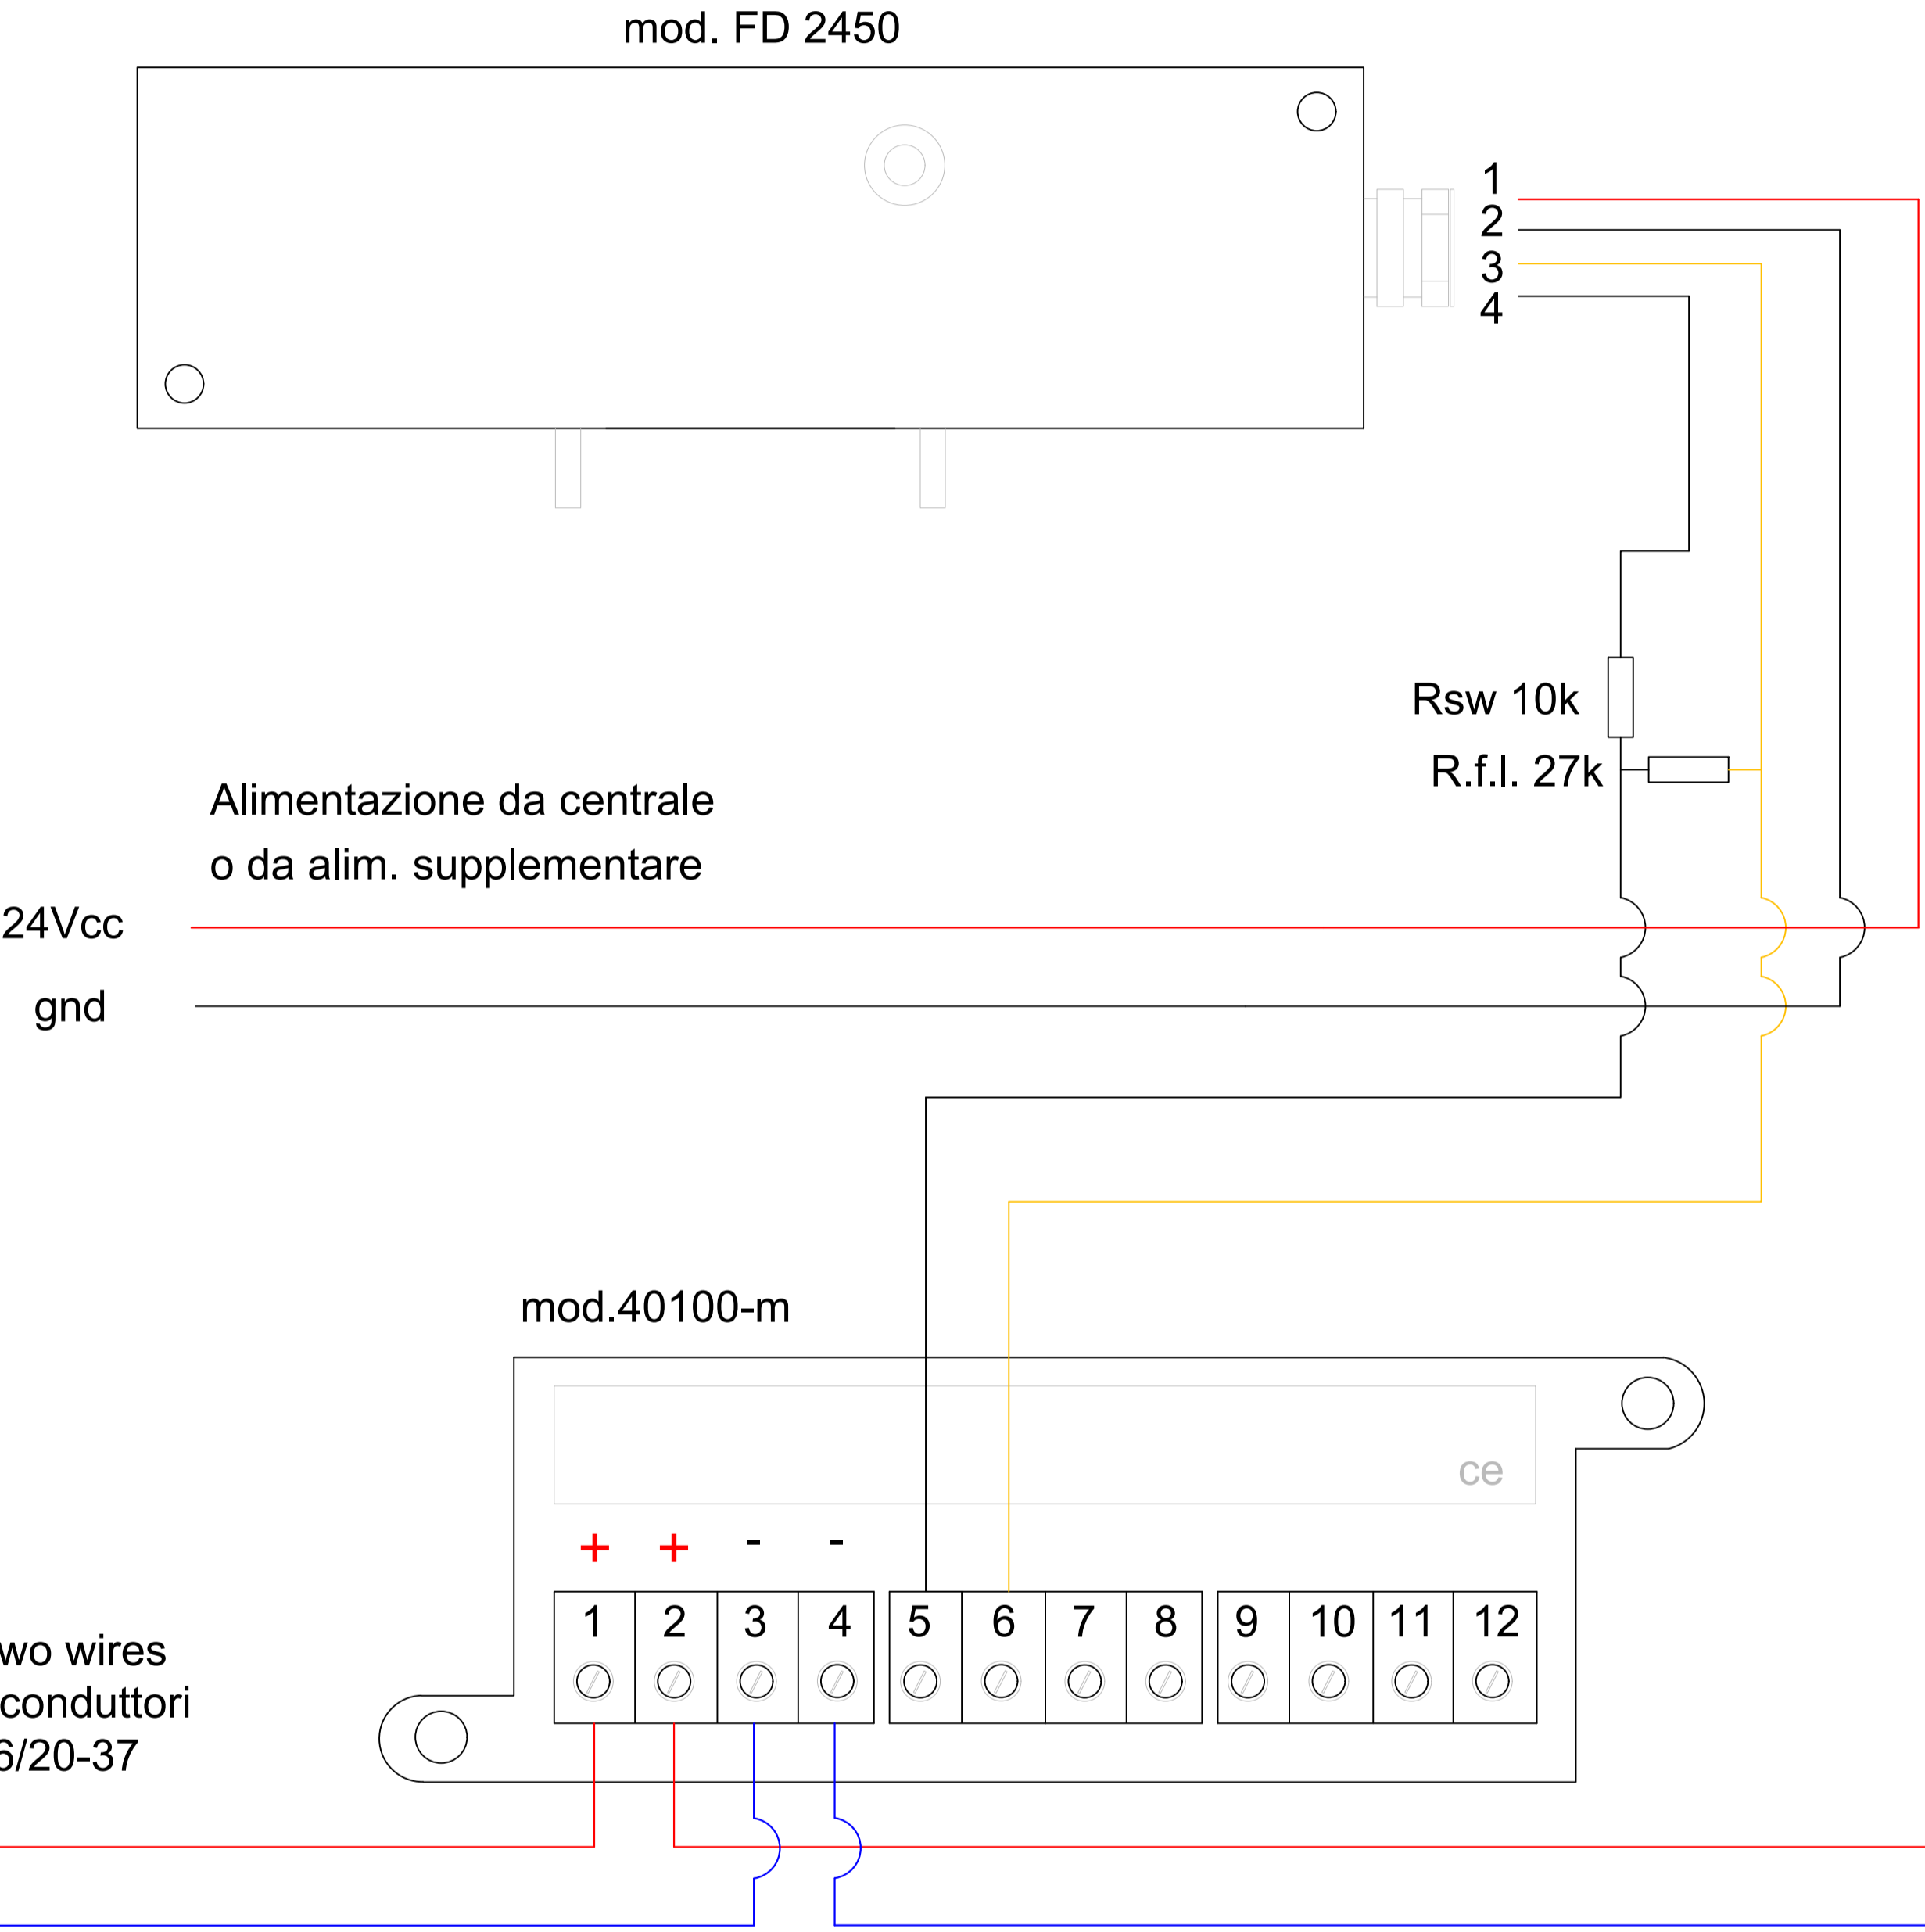 mod. FD 2450
1
2
3
4
Rsw 10k
R.f.l. 27k
Alimentazione da centrale
o da alim. supplementare
24Vcc
gnd
mod.40100-m
ce
+ + - -
1 2 3 4 5 6 7 8 9 10 11 12
wires
conduttori
6/20-37